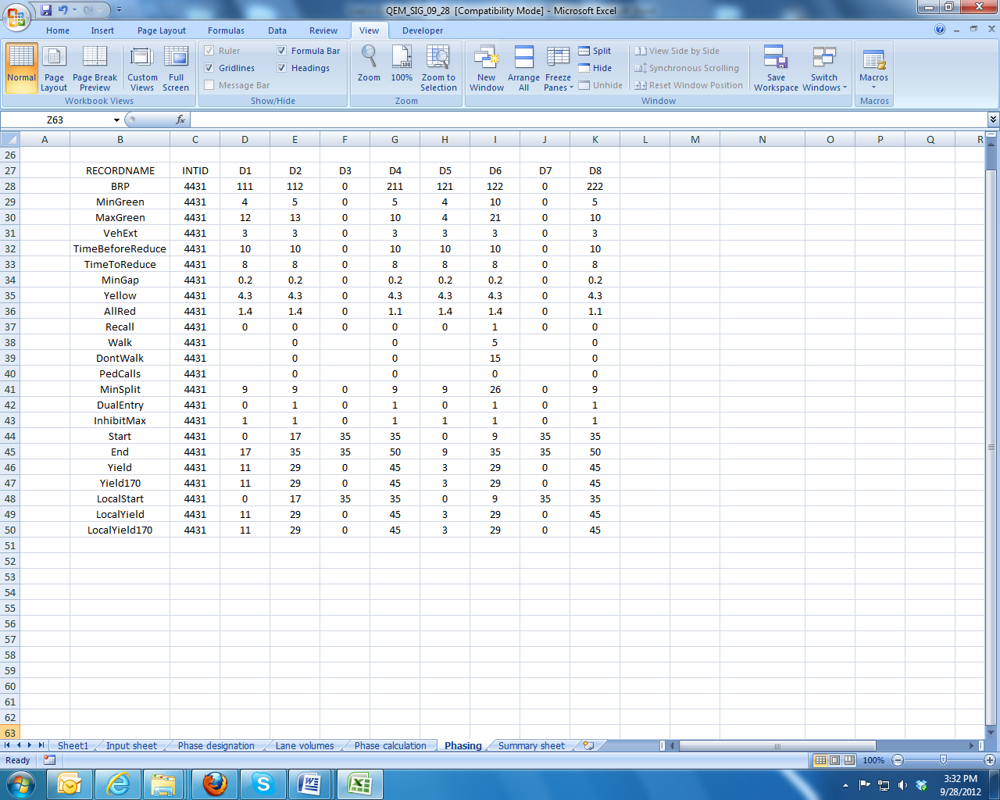 QEM_SIG_09_28 [Compatibility Mode] - Microsoft Excel
Home Insert Page Layout Formulas Data Review View Developer
Normal Page Layout Page Break Preview Custom Views Full Screen
Workbook Views
Ruler Formula Bar
Gridlines Headings
Message Bar
Show/Hide
Zoom 100% Zoom to Selection
Zoom
New Window Arrange All Freeze Panes
Split
Hide
Unhide
View Side by Side
Synchronous Scrolling
Reset Window Position
Save Workspace Switch Windows
Window
Macros
Macros
Z63 fx
A B C D E F G H I J K L M N O P Q R
26
27 RECORDNAME INTID D1 D2 D3 D4 D5 D6 D7 D8
28 BRP 4431 111 112 0 211 121 122 0 222
29 MinGreen 4431 4 5 0 5 4 10 0 5
30 MaxGreen 4431 12 13 0 10 4 21 0 10
31 VehExt 4431 3 3 0 3 3 3 0 3
32 TimeBeforeReduce 4431 10 10 0 10 10 10 0 10
33 TimeToReduce 4431 8 8 0 8 8 8 0 8
34 MinGap 4431 0.2 0.2 0 0.2 0.2 0.2 0 0.2
35 Yellow 4431 4.3 4.3 0 4.3 4.3 4.3 0 4.3
36 AllRed 4431 1.4 1.4 0 1.1 1.4 1.4 0 1.1
37 Recall 4431 0 0 0 0 0 1 0 0
38 Walk 4431 0 0 5 0
39 DontWalk 4431 0 0 15 0
40 PedCalls 4431 0 0 0 0
41 MinSplit 4431 9 9 0 9 9 26 0 9
42 DualEntry 4431 0 1 0 1 0 1 0 1
43 InhibitMax 4431 1 1 0 1 1 1 0 1
44 Start 4431 0 17 35 35 0 9 35 35
45 End 4431 17 35 35 50 9 35 35 50
46 Yield 4431 11 29 0 45 3 29 0 45
47 Yield170 4431 11 29 0 45 3 29 0 45
48 LocalStart 4431 0 17 35 35 0 9 35 35
49 LocalYield 4431 11 29 0 45 3 29 0 45
50 LocalYield170 4431 11 29 0 45 3 29 0 45
51
52
53
54
55
56
57
58
59
60
61
62
63
Sheet1 Input sheet Phase designation Lane volumes Phase calculation Phasing Summary sheet
Ready 100%
3:32 PM
9/28/2012